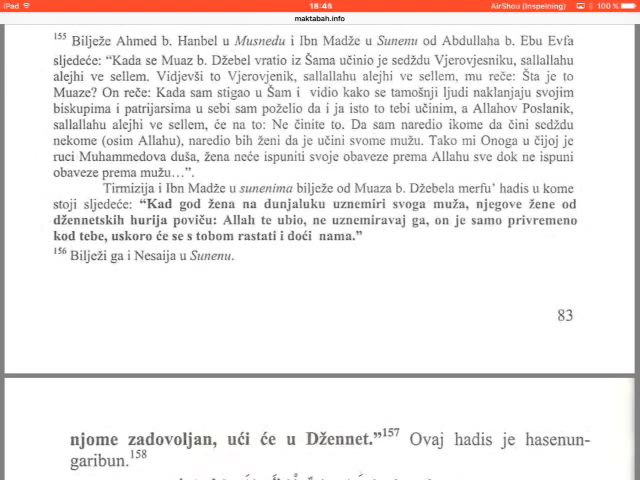 iPad
18:46
AirShou (Inspelning)
100 %
maktabah.info
155 Bilježe Ahmed b. Hanbel u Musnedu i Ibn Madže u Sunenu od Abdullaha b. Ebu Evfa
sljedeće: “Kada se Muaz b. Džebel vratio iz Šama učinio je sedždu Vjerovjesniku, sallallahu
alejhi ve sellem. Vidjevši to Vjerovjenik, sallallahu alejhi ve sellem, mu reče: Šta je to
Muaze? On reče: Kada sam stigao u Šam i vidio kako se tamošnji ljudi naklanjaju svojim
biskupima i patrijarsima u sebi sam poželio da i ja isto to tebi učinim, a Allahov Poslanik,
sallallahu alejhi ve sellem, će na to: Ne činite to. Da sam naredio ikome da čini sedždu
nekome (osim Allahu), naredio bih ženi da je učini svome mužu. Tako mi Onoga u čijoj je
ruci Muhammedova duša, žena neće ispuniti svoje obaveze prema Allahu sve dok ne ispuni
obaveze prema mužu…”.
Tirmizija i Ibn Madže u sunenima bilježe od Muaza b. Džebela merfu’ hadis u kome
stoji sljedeće: “Kad god žena na dunjaluku uznemiri svoga muža, njegove žene od
džennetskih hurija poviču: Allah te ubio, ne uznemiravaj ga, on je samo privremeno
kod tebe, uskoro će se s tobom rastati i doći nama.”
156 Bilježi ga i Nesaija u Sunenu.
83
njome zadovoljan, ući će u Džennet.”157 Ovaj hadis je hasenun-
garibun.158